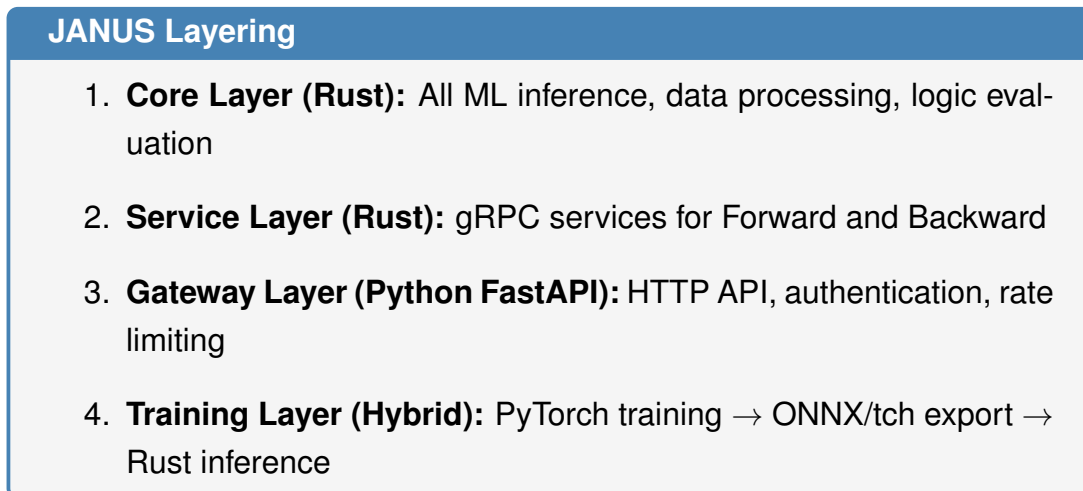 JANUS Layering
1. Core Layer (Rust): All ML inference, data processing, logic eval-
uation
2. Service Layer (Rust): gRPC services for Forward and Backward
3. Gateway Layer (Python FastAPI): HTTP API, authentication, rate
limiting
4. Training Layer (Hybrid): PyTorch training → ONNX/tch export →
Rust inference